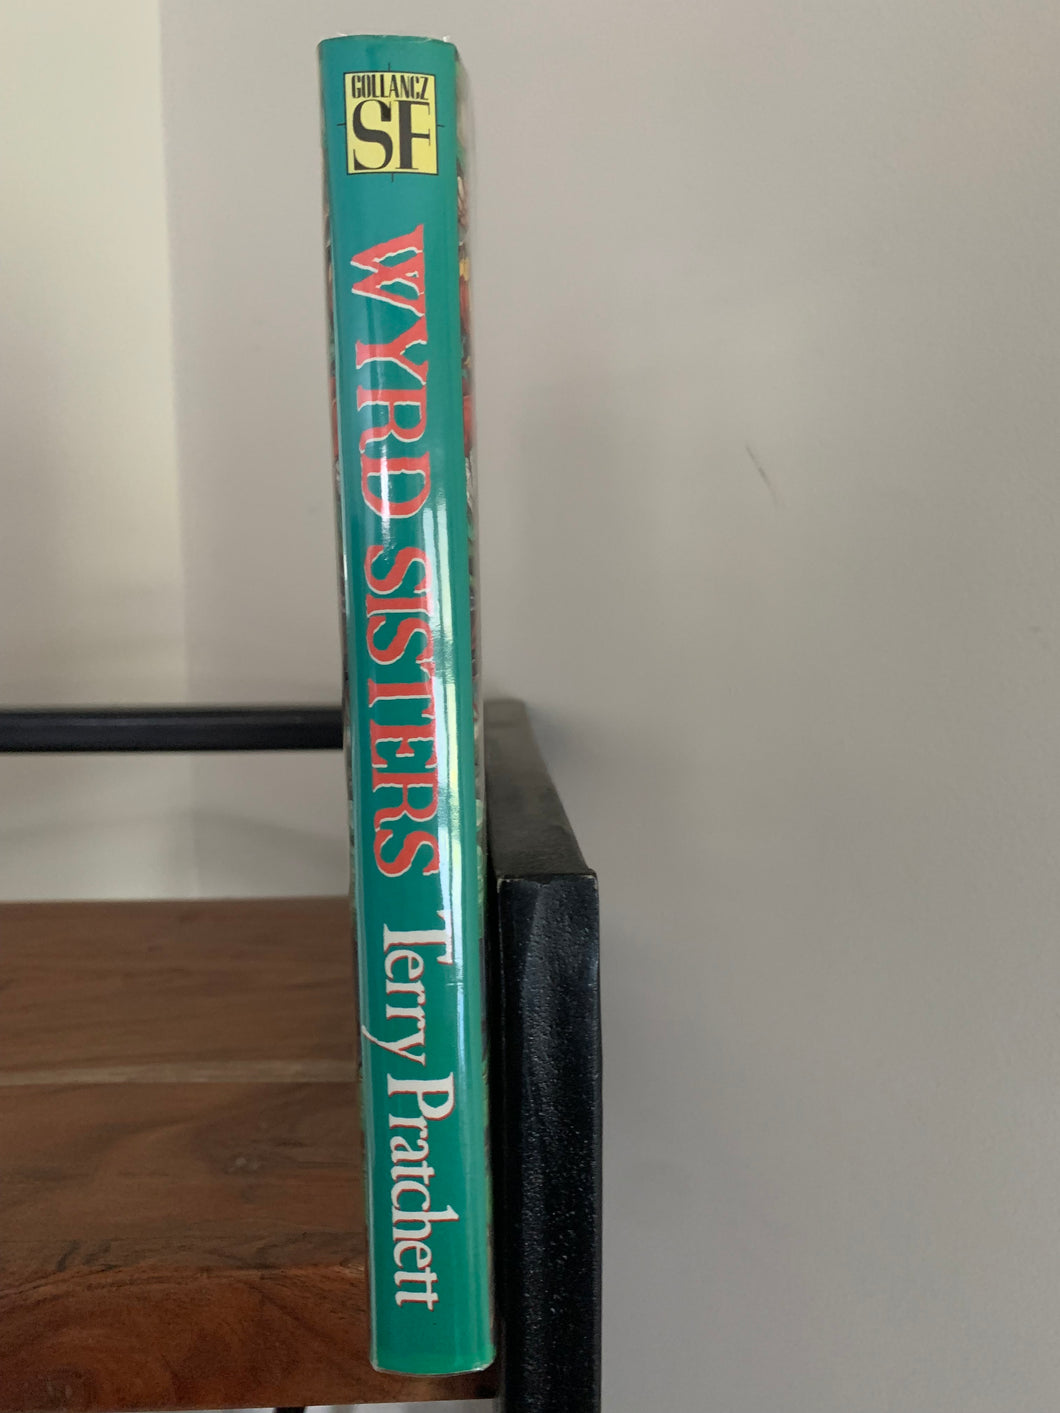 GOLLANCZ
SF
WYRD SISTERS
Terry Pratchett